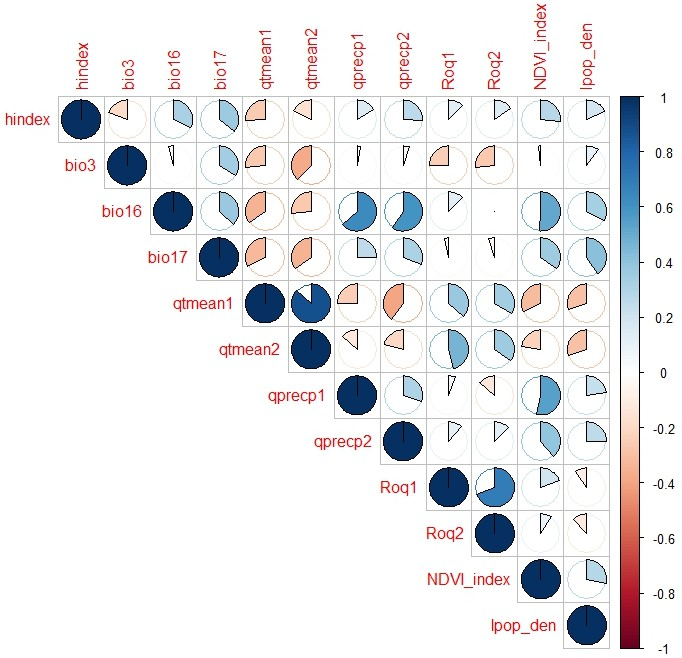 hindex
bio3
bio16
bio17
qtmean1
qtmean2
qprecp1
qprecp2
Roq1
Roq2
NDVI_index
lpop_den
hindex
bio3
bio16
bio17
qtmean1
qtmean2
qprecp1
qprecp2
Roq1
Roq2
NDVI_index
lpop_den
1
0.8
0.6
0.4
0.2
0
-0.2
-0.4
-0.6
-0.8
-1